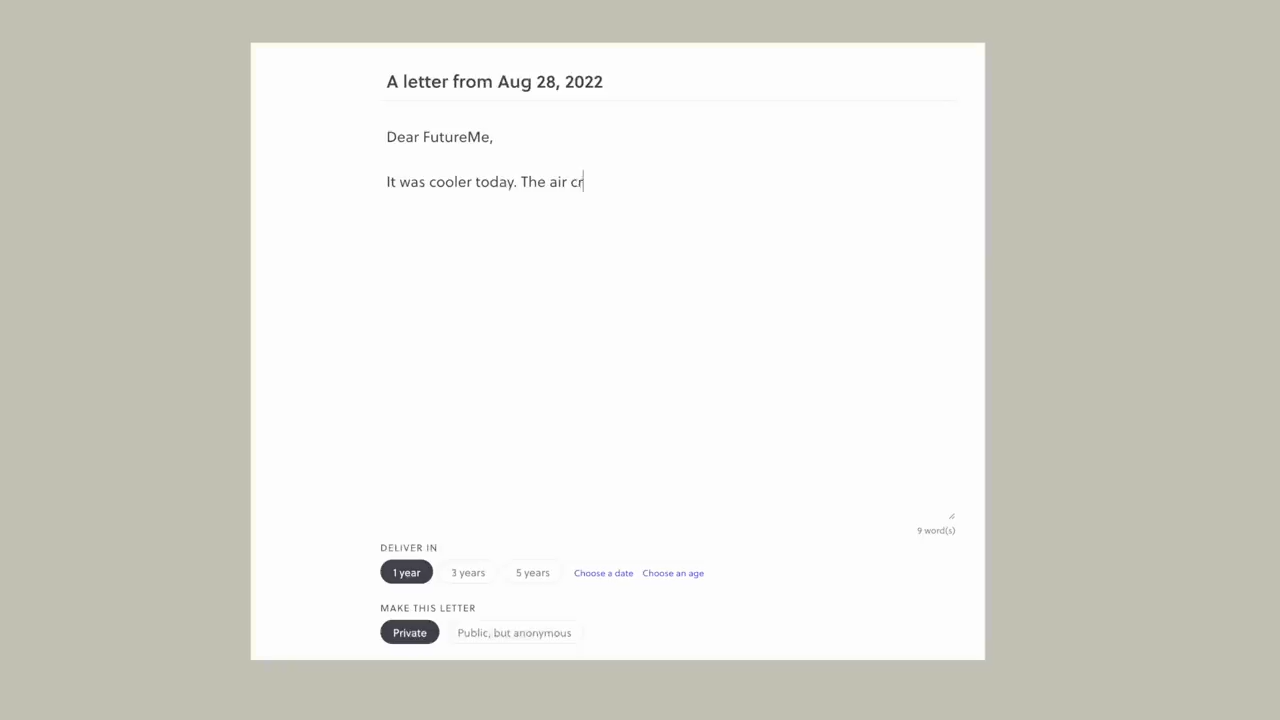 A letter from Aug 28, 2022
Dear FutureMe,
It was cooler today. The air cr
9 word(s)
DELIVER IN
1 year 3 years 5 years Choose a date Choose an age
MAKE THIS LETTER
Private Public, but anonymous